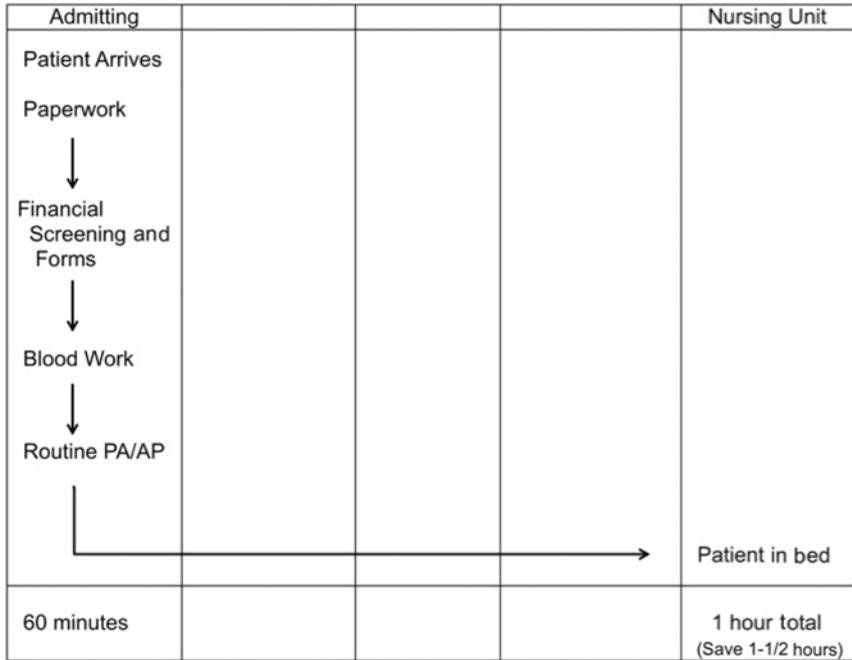 Admitting
Nursing Unit
Patient Arrives
Paperwork
Financial
Screening and
Forms
Blood Work
Routine PA/AP
Patient in bed
60 minutes
1 hour total
(Save 1-1/2 hours)